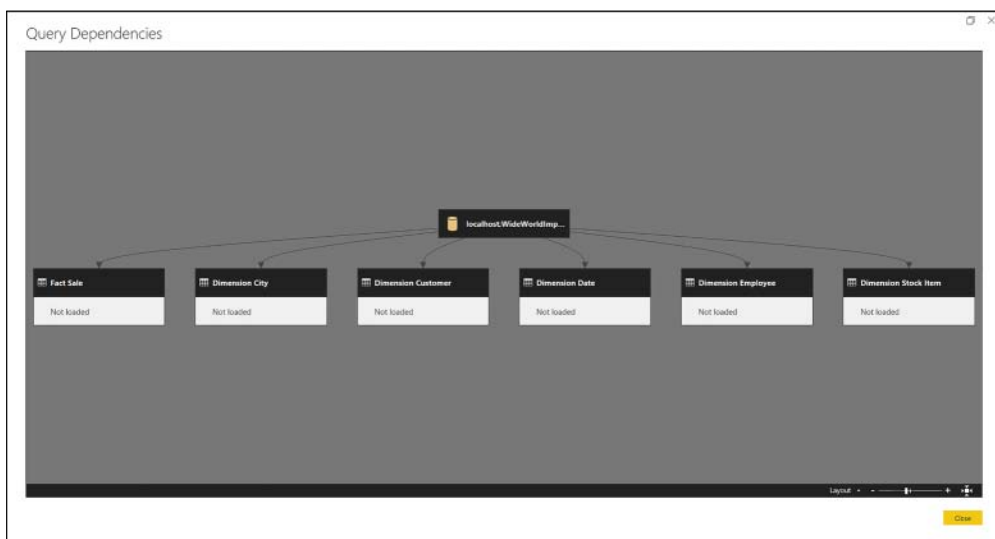 Query Dependencies
localhost.WideWorldImp...
Fact Sale
Not loaded
Dimension City
Not loaded
Dimension Customer
Not loaded
Dimension Date
Not loaded
Dimension Employee
Not loaded
Dimension Stock Item
Not loaded
Layout
Close